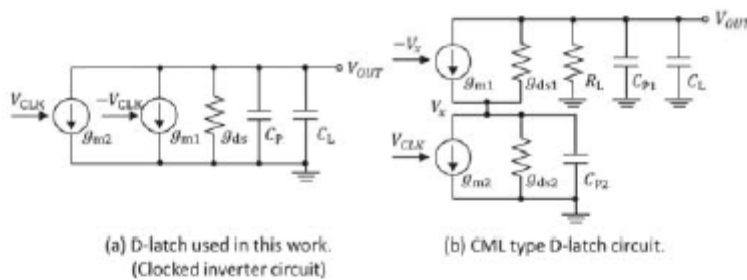 V_OUT
V_CLK
−V_CLK
g_m2
g_m1
g_ds
C_P
C_L
(a) D-latch used in this work.
(Clocked inverter circuit)
V_OUT
−V_x
g_m1
g_ds1
R_L
C_P1
C_L
V_x
V_CLK
g_m2
g_ds2
C_P2
(b) CML type D-latch circuit.